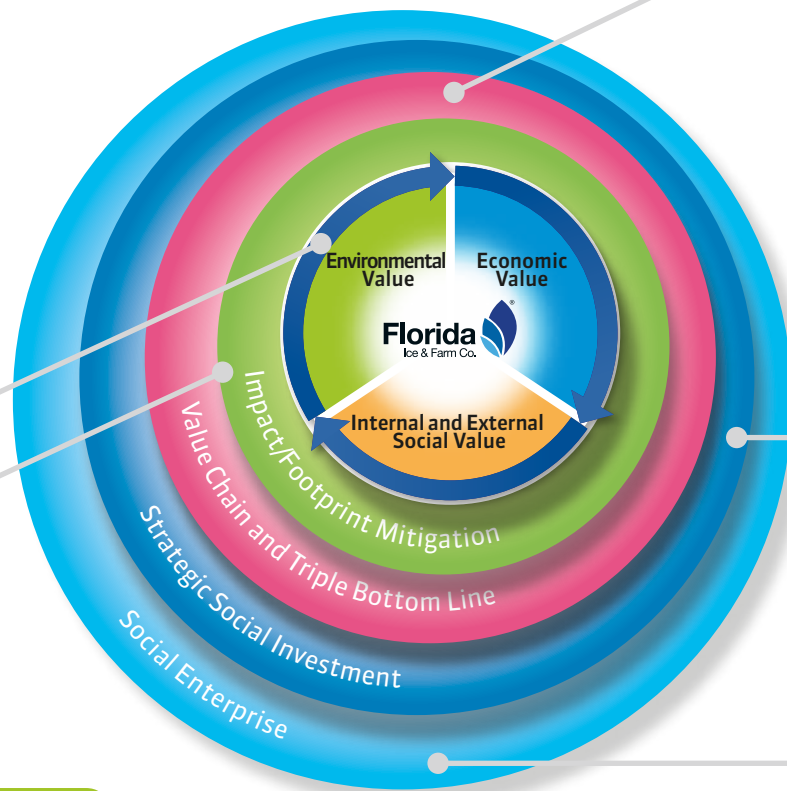 Environmental
Value
Economic
Value
Florida
Ice & Farm Co.
®
Internal and External
Social Value
Impact/Footprint Mitigation
Value Chain and Triple Bottom Line
Strategic Social Investment
Social Enterprise